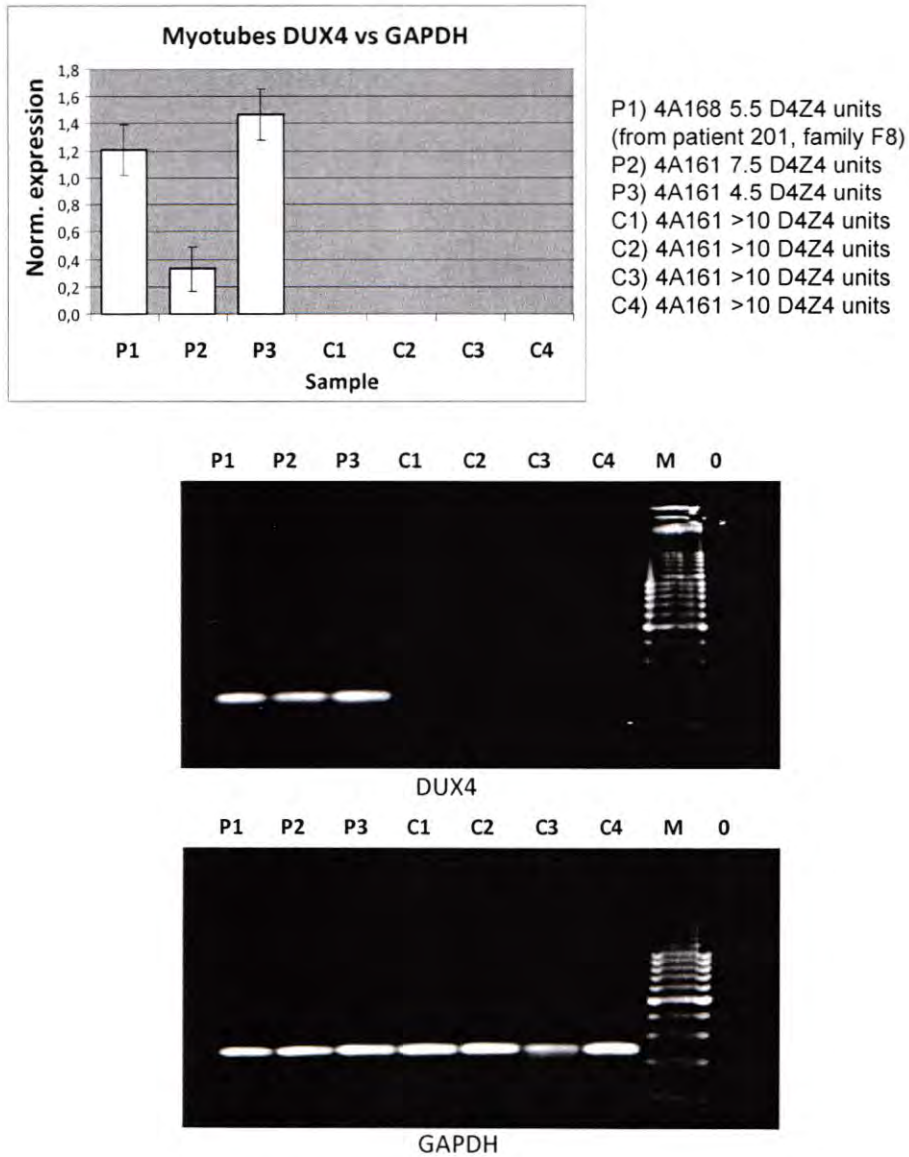 Myotubes DUX4 vs GAPDH
Norm. expression
1,8
1,6
1,4
1,2
1,0
0,8
0,6
0,4
0,2
0,0
P1 P2 P3 C1 C2 C3 C4
Sample
P1) 4A168 5.5 D4Z4 units
(from patient 201, family F8)
P2) 4A161 7.5 D4Z4 units
P3) 4A161 4.5 D4Z4 units
C1) 4A161 >10 D4Z4 units
C2) 4A161 >10 D4Z4 units
C3) 4A161 >10 D4Z4 units
C4) 4A161 >10 D4Z4 units
P1 P2 P3 C1 C2 C3 C4 M 0
DUX4
P1 P2 P3 C1 C2 C3 C4 M 0
GAPDH